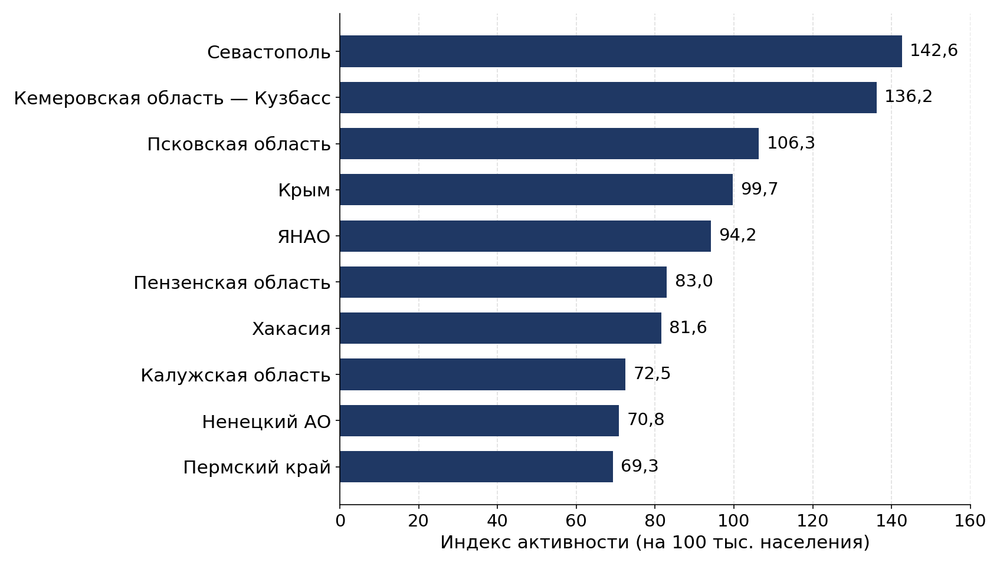 Севастополь 142,6
Кемеровская область — Кузбасс 136,2
Псковская область 106,3
Крым 99,7
ЯНАО 94,2
Пензенская область 83,0
Хакасия 81,6
Калужская область 72,5
Ненецкий АО 70,8
Пермский край 69,3
0 20 40 60 80 100 120 140 160
Индекс активности (на 100 тыс. населения)